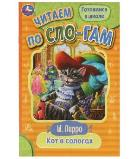 Готовимся
к школе
ЧИТАЕМ
ПО СЛО-ГАМ
Ш. Перро
Кот в сапогах